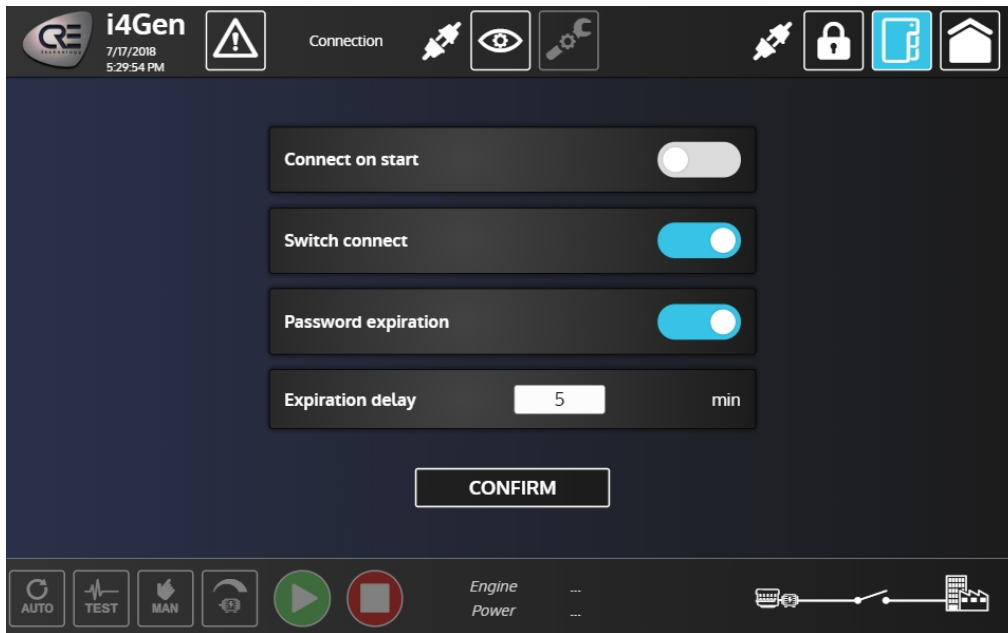 CRE
technology
i4Gen
7/17/2018
5:29:54 PM
Connection
Connect on start
Switch connect
Password expiration
Expiration delay 5 min
CONFIRM
AUTO TEST MAN
Engine ...
Power ...